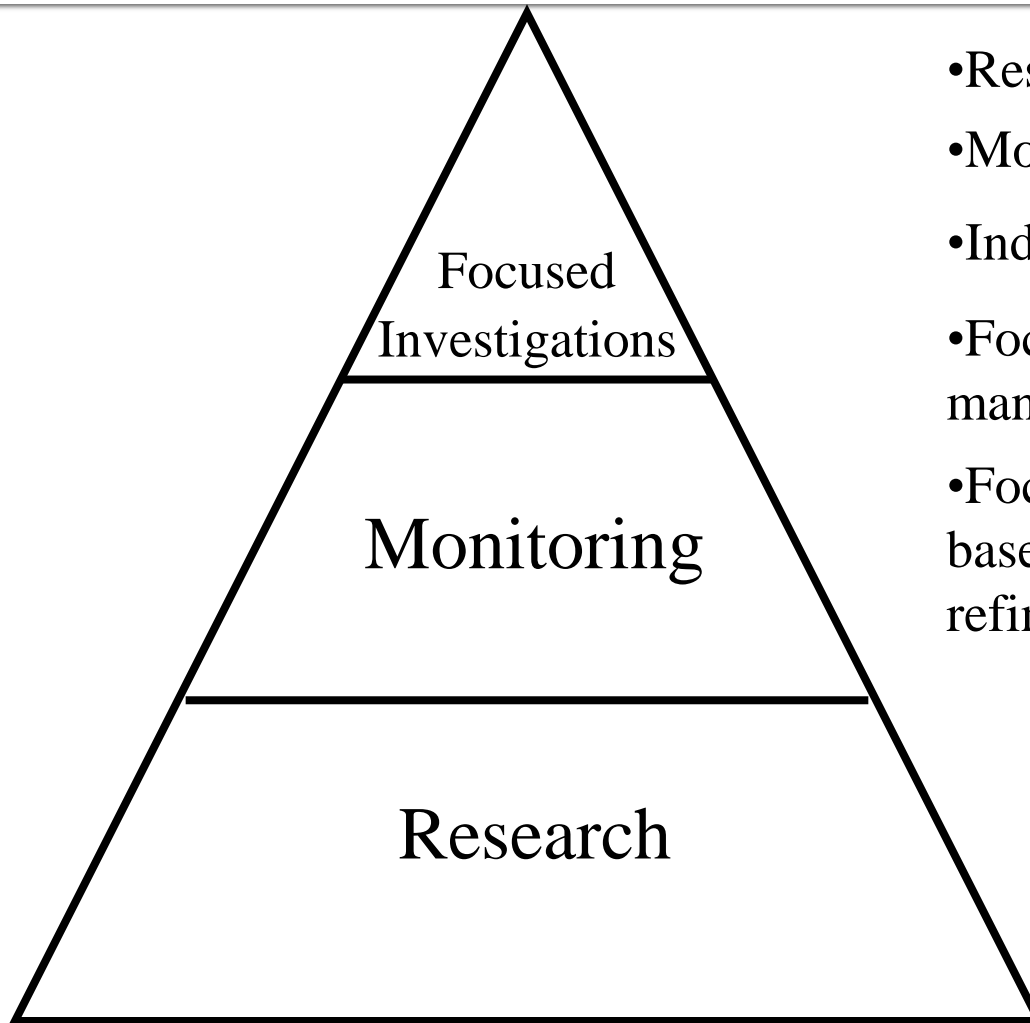 Focused
Investigations
Monitoring
Research
•Res
•Mo
•Ind
•Foc
man
•Foc
base
refin